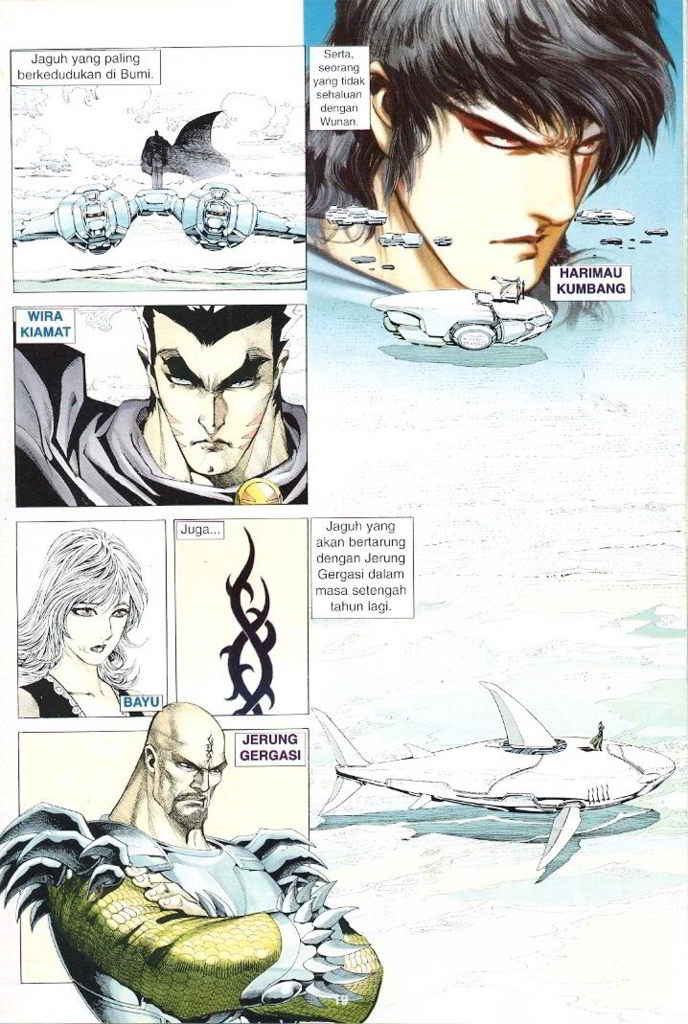 Jaguh yang paling
berkedudukan di Bumi.
Serta,
seorang
yang tidak
sehaluan
dengan
Wunan.
HARIMAU
KUMBANG
WIRA
KIAMAT
BAYU
Juga...
Jaguh yang
akan bertarung
dengan Jerung
Gergasi dalam
masa setengah
tahun lagi.
JERUNG
GERGASI